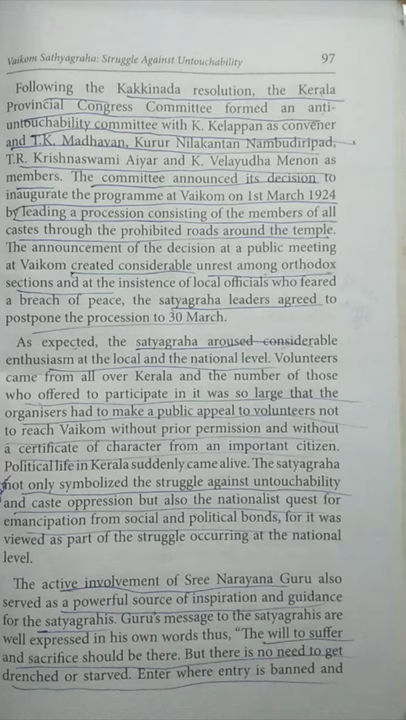 Vaikom Sathyagraha: Struggle Against Untouchability 97
Following the Kakkinada resolution, the Kerala
Provincial Congress Committee formed an anti-
untouchability committee with K. Kelappan as convener
and T.K. Madhavan, Kurur Nilakantan Nambudiripad,
T.R. Krishnaswami Aiyar and K. Velayudha Menon as
members. The committee announced its decision to
inaugurate the programme at Vaikom on 1st March 1924
by leading a procession consisting of the members of all
castes through the prohibited roads around the temple.
The announcement of the decision at a public meeting
at Vaikom created considerable unrest among orthodox
sections and at the insistence of local officials who feared
a breach of peace, the satyagraha leaders agreed to
postpone the procession to 30 March.
As expected, the satyagraha aroused considerable
enthusiasm at the local and the national level. Volunteers
came from all over Kerala and the number of those
who offered to participate in it was so large that the
organisers had to make a public appeal to volunteers not
to reach Vaikom without prior permission and without
a certificate of character from an important citizen.
Political life in Kerala suddenly came alive. The satyagraha
not only symbolized the struggle against untouchability
and caste oppression but also the nationalist quest for
emancipation from social and political bonds, for it was
viewed as part of the struggle occurring at the national
level.
The active involvement of Sree Narayana Guru also
served as a powerful source of inspiration and guidance
for the satyagrahis. Guru's message to the satyagrahis are
well expressed in his own words thus, "The will to suffer
and sacrifice should be there. But there is no need to get
drenched or starved. Enter where entry is banned and